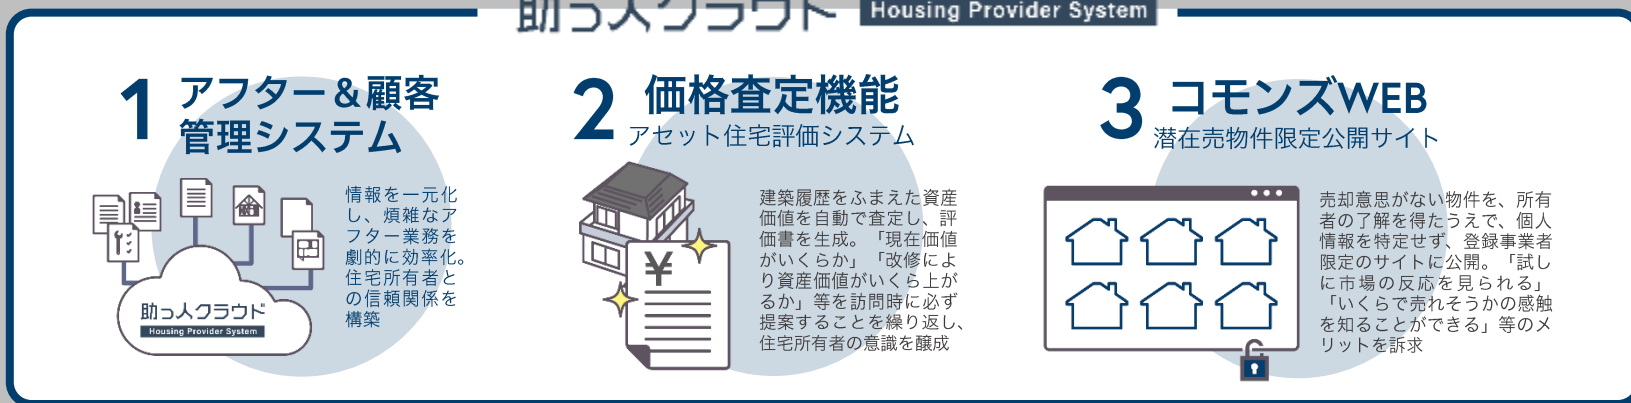 助っ人クラウド Housing Provider System
1 アフター＆顧客
管理システム
情報を一元化
し、煩雑なア
フター業務を
劇的に効率化。
住宅所有者と
の信頼関係を
構築
助っ人クラウド
Housing Provider System
2 価格査定機能
アセット住宅評価システム
建築履歴をふまえた資産
価値を自動で査定し、評
価書を生成。「現在価値
がいくらか」「改修によ
り資産価値がいくら上が
るか」等を訪問時に必ず
提案することを繰り返し、
住宅所有者の意識を醸成
¥
3 コモンズWEB
潜在売物件限定公開サイト
売却意思がない物件を、所有
者の了解を得たうえで、個人
情報を特定せず、登録事業者
限定のサイトに公開。「試し
に市場の反応を見られる」
「いくらで売れそうかの感触
を知ることができる」等のメ
リットを訴求